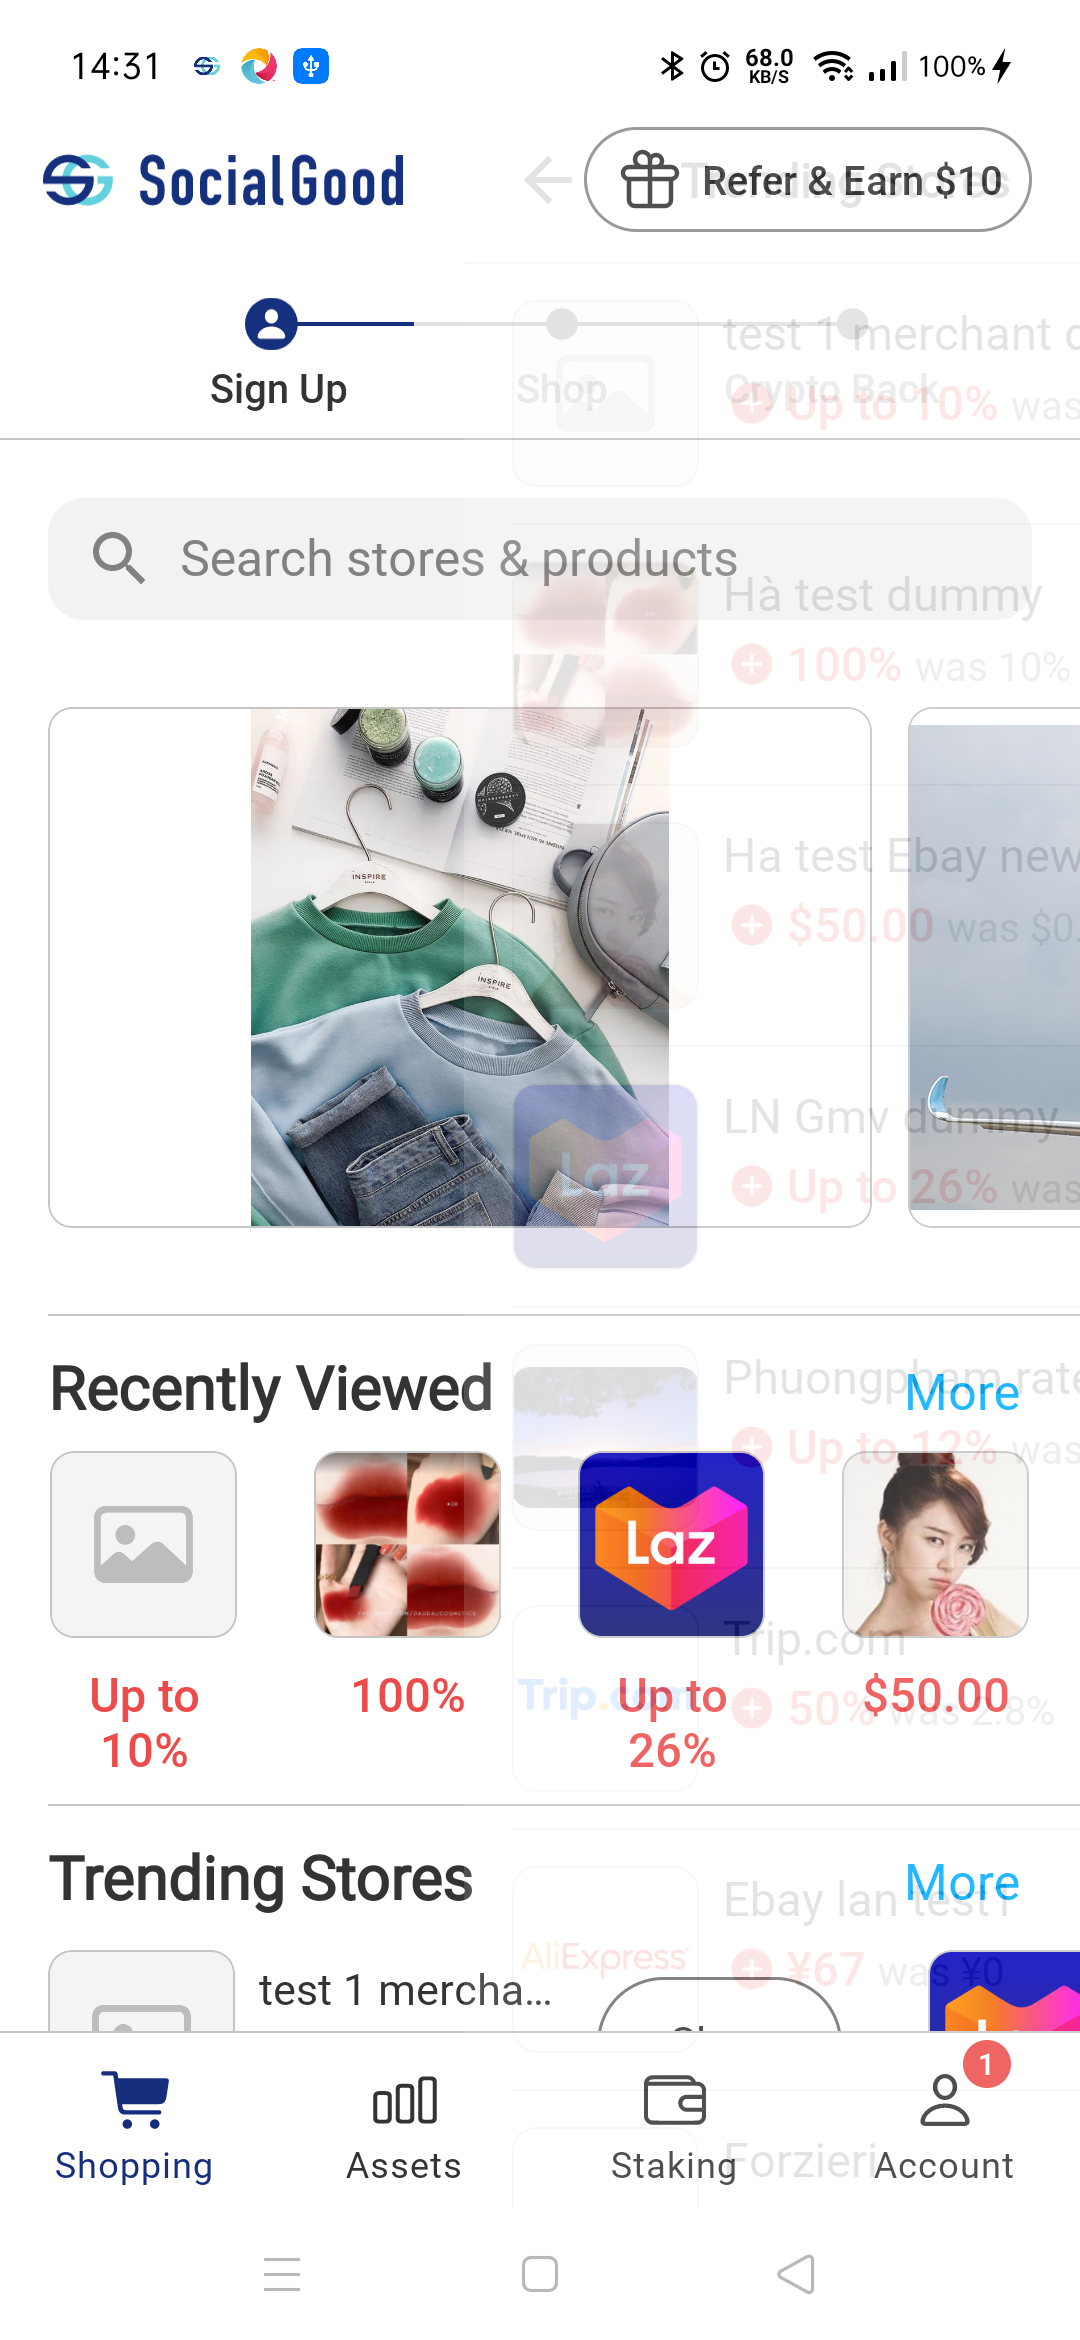 14:31
68.0
KB/S
100%
SocialGood
Refer & Earn $10
Trending Stores
Sign Up
Shop
Crypto Back
test 1 merchant
Up to 10% was
Search stores & products
Hà test dummy
100% was 10%
INSPIRE
INSPIRE
Ha test Ebay new
$50.00 was $0.
LN Gmv dummy
Laz
Up to 26% was
Recently Viewed
More
Phuongpham rate
Up to 12% was
Laz
Trip.com
Trip.com
50% was 2.8%
Up to
10%
100%
Up to
26%
$50.00
Trending Stores
More
Ebay lan test
AliExpress
¥67 was ¥0
test 1 mercha...
1
Shopping
Assets
Staking
Account
Forzieri